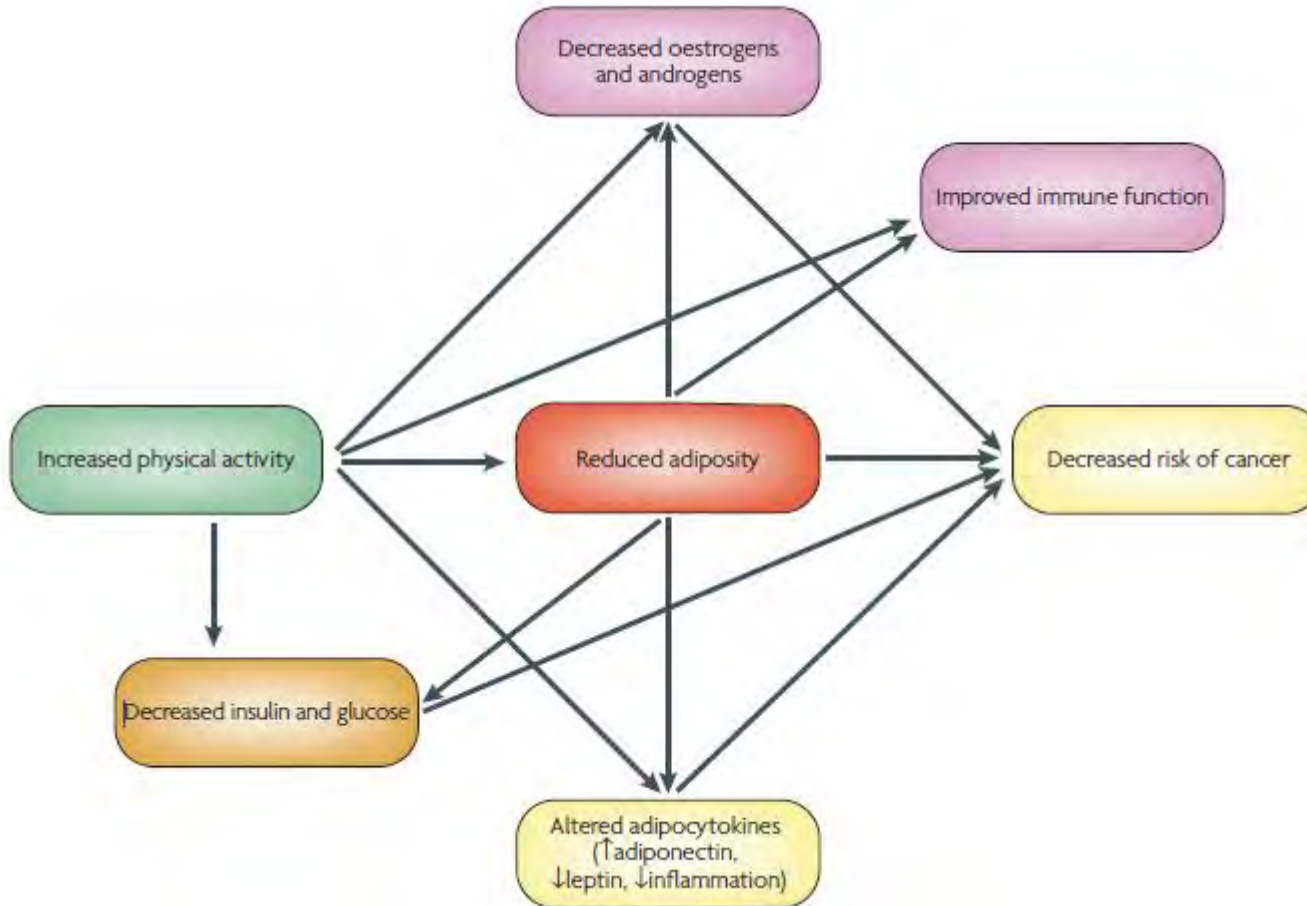 Decreased oestrogens
and androgens
Improved immune function
Increased physical activity
Reduced adiposity
Decreased risk of cancer
Decreased insulin and glucose
Altered adipocytokines
(↑adiponectin,
↓leptin, ↓inflammation)